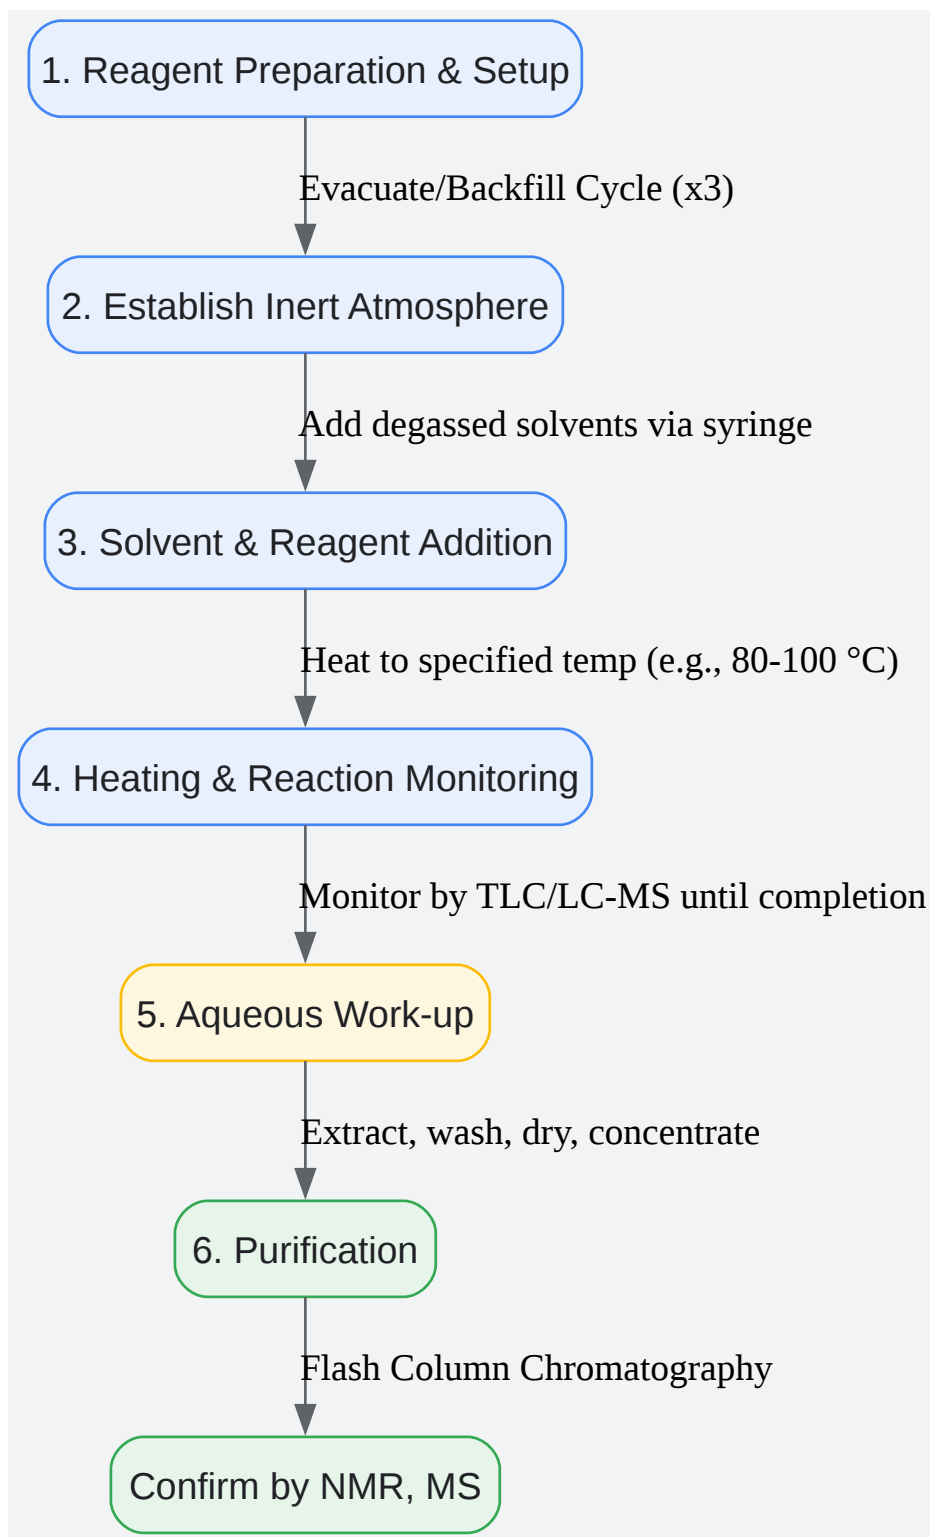 1. Reagent Preparation & Setup
Evacuate/Backfill Cycle (x3)
2. Establish Inert Atmosphere
Add degassed solvents via syringe
3. Solvent & Reagent Addition
Heat to specified temp (e.g., 80-100 °C)
4. Heating & Reaction Monitoring
Monitor by TLC/LC-MS until completion
5. Aqueous Work-up
Extract, wash, dry, concentrate
6. Purification
Flash Column Chromatography
Confirm by NMR, MS